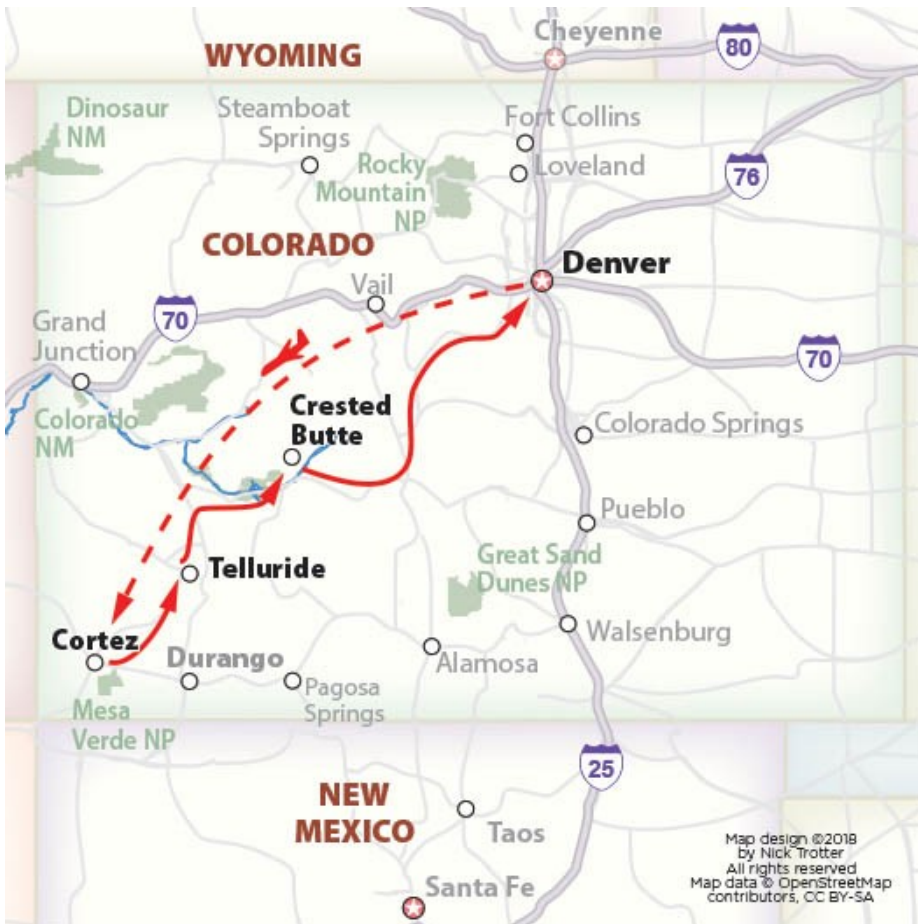 Cheyenne
WYOMING
80
Dinosaur
NM
Steamboat
Springs
Fort Collins
Loveland
Rocky
Mountain
NP
76
COLORADO
Denver
Vail
70
Grand
Junction
70
Colorado
NM
Crested
Butte
Colorado Springs
Pueblo
Telluride
Great Sand
Dunes NP
Walsenburg
Cortez
Durango
Alamosa
Pagosa
Springs
Mesa
Verde NP
25
NEW
MEXICO
Taos
Santa Fe
Map design ©2018
by Nick Trotter
All rights reserved
Map data © OpenStreetMap
contributors, CC BY-SA